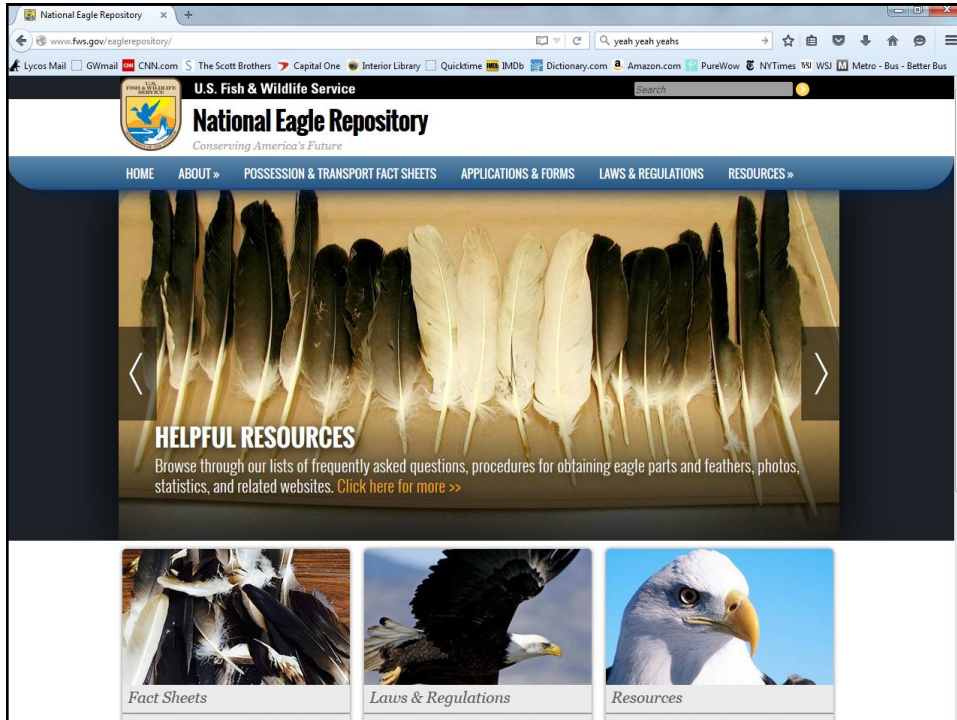 National Eagle Repository
www.fws.gov/eaglerepository/
yeah yeah yeahs
Lycos Mail GWmail CNN.com The Scott Brothers Capital One Interior Library Quicktime IMDb Dictionary.com Amazon.com PureWow NYTimes WSJ Metro - Bus - Better Bus
U.S. FISH & WILDLIFE SERVICE
U.S. Fish & Wildlife Service
Search
National Eagle Repository
Conserving America's Future
HOME ABOUT » POSSESSION & TRANSPORT FACT SHEETS APPLICATIONS & FORMS LAWS & REGULATIONS RESOURCES »
HELPFUL RESOURCES
Browse through our lists of frequently asked questions, procedures for obtaining eagle parts and feathers, photos,
statistics, and related websites. Click here for more >>
Fact Sheets
Laws & Regulations
Resources